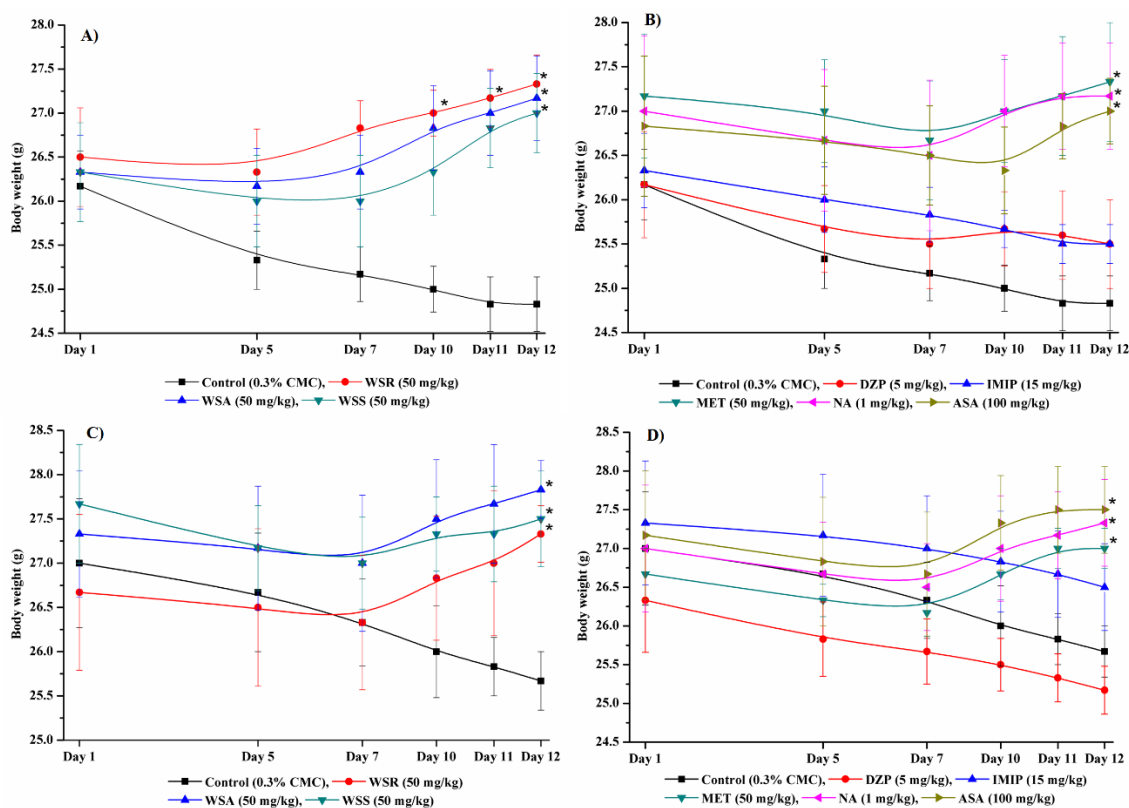 A)
28.0
27.5
27.0
26.5
26.0
25.5
25.0
24.5
Body weight (g)
* * *
*
*
Day 1 Day 5 Day 7 Day 10 Day11 Day 12
Control (0.3% CMC), WSR (50 mg/kg)
WSA (50 mg/kg), WSS (50 mg/kg)
B)
28.0
27.5
27.0
26.5
26.0
25.5
25.0
24.5
Body weight (g)
*
*
*
Day 1 Day 5 Day 7 Day 10 Day 11 Day 12
Control (0.3% CMC), DZP (5 mg/kg), IMIP (15 mg/kg)
MET (50 mg/kg), NA (1 mg/kg), ASA (100 mg/kg)
C)
28.5
28.0
27.5
27.0
26.5
26.0
25.5
25.0
Body weight (g)
*
*
*
Day 1 Day 5 Day 7 Day 10 Day 11 Day 12
Control (0.3% CMC), WSR (50 mg/kg)
WSA (50 mg/kg), WSS (50 mg/kg)
D)
28.5
28.0
27.5
27.0
26.5
26.0
25.5
25.0
24.5
Body weight (g)
*
*
*
Day 1 Day 5 Day 7 Day 10 Day 11 Day 12
Control (0.3% CMC), DZP (5 mg/kg), IMIP (15 mg/kg)
MET (50 mg/kg), NA (1 mg/kg), ASA (100 mg/kg)